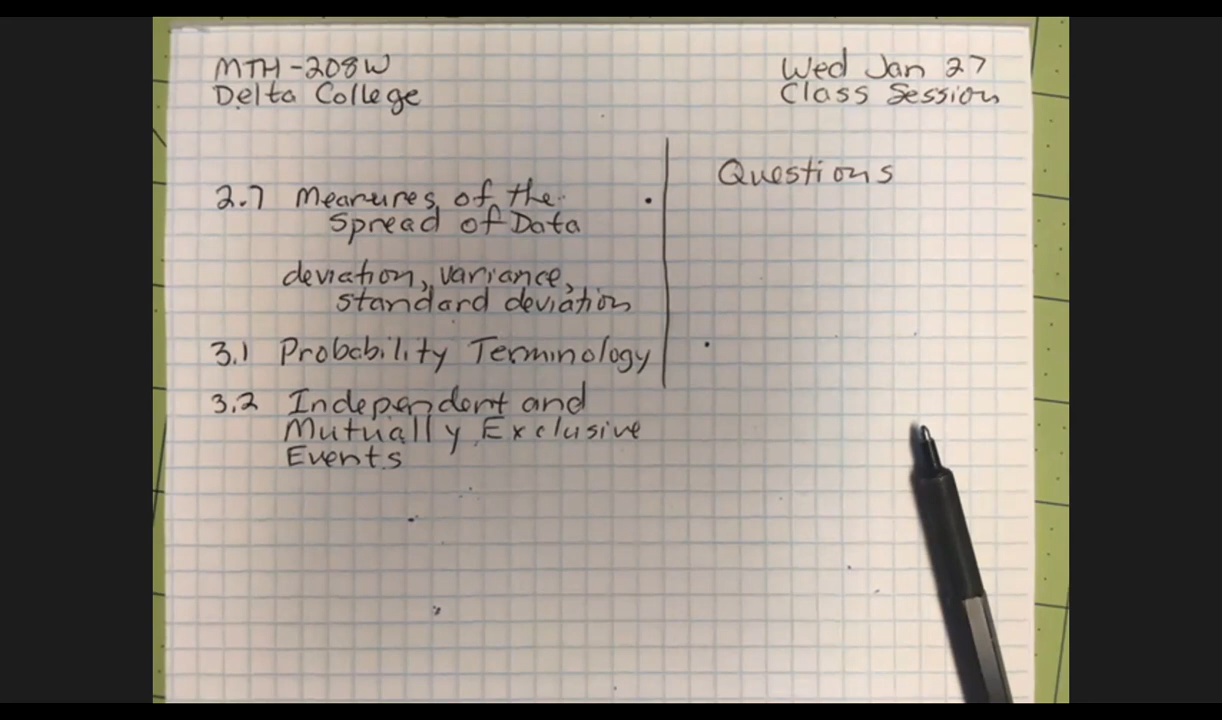 MTH-208W
Delta College
Wed Jan 27
Class Session
2.7 Measures of the
Spread of Data
deviation, variance,
standard deviation
3.1 Probability Terminology
3.2 Independent and
Mutually Exclusive
Events
Questions